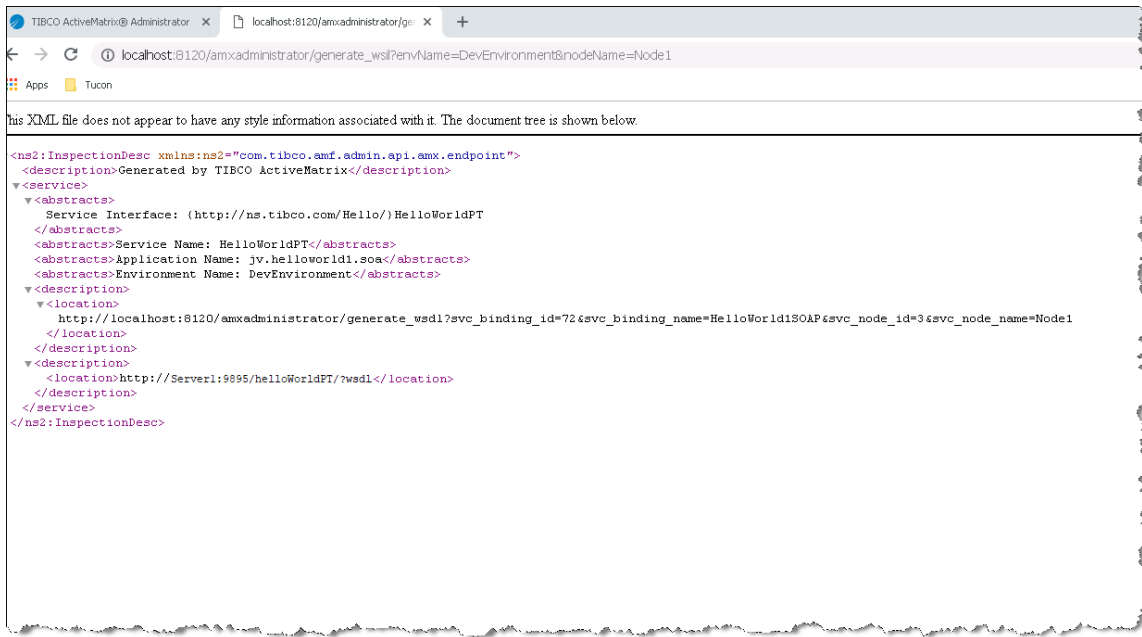 TIBCO ActiveMatrix® Administrator
localhost:8120/amxadministrator/ge
localhost:8120/amxadministrator/generate_wsil?envName=DevEnvironment&nodeName=Node1
Apps Tucon
his XML file does not appear to have any style information associated with it. The document tree is shown below.
<ns2:InspectionDesc xmlns:ns2="com.tibco.amf.admin.api.amx.endpoint">
<description>Generated by TIBCO ActiveMatrix</description>
▼<service>
▼<abstracts>
Service Interface: {http://ns.tibco.com/Hello/}HelloWorldPT
</abstracts>
<abstracts>Service Name: HelloWorldPT</abstracts>
<abstracts>Application Name: jv.helloworld1.soa</abstracts>
<abstracts>Environment Name: DevEnvironment</abstracts>
▼<description>
▼<location>
http://localhost:8120/amxadministrator/generate_wsdl?svc_binding_id=72&svc_binding_name=HelloWorld1SOAP&svc_node_id=3&svc_node_name=Node1
</location>
</description>
▼<description>
<location>http://Server1:9895/helloWorldPT/?wsdl</location>
</description>
</service>
</ns2:InspectionDesc>